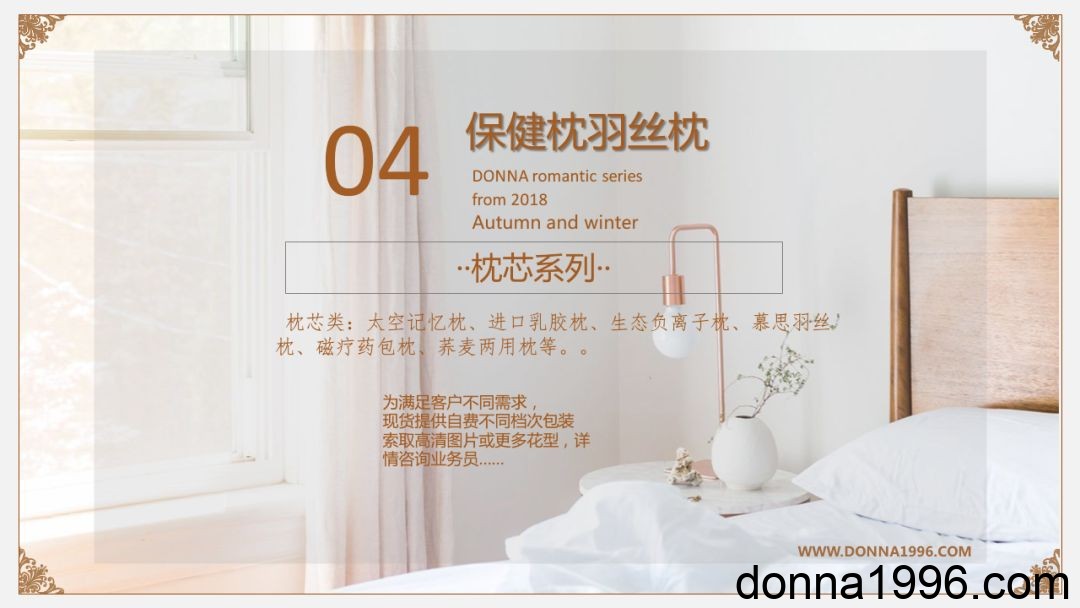 04
保健枕羽丝枕
DONNA romantic series
from 2018
Autumn and winter
··枕芯系列··
枕芯类：太空记忆枕、进口乳胶枕、生态负离子枕、慕思羽丝
枕、磁疗药包枕、荞麦两用枕等。。
为满足客户不同需求，
现货提供自费不同档次包装
索取高清图片或更多花型，详
情咨询业务员……
WWW.DONNA1996.COM
donna1996.com